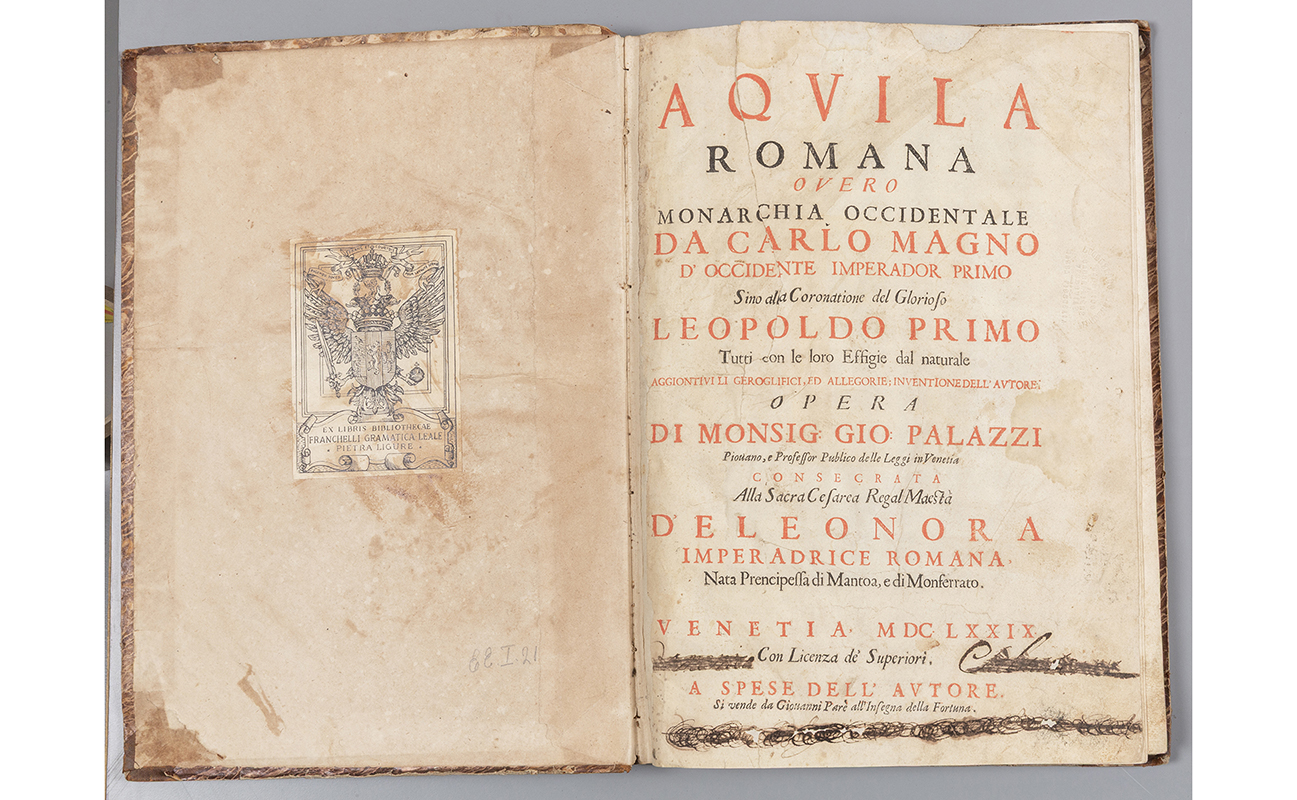 EX LIBRIS BIBLIOTHECAE
FRANCHELLI GRAMATICA LEALE
• PIETRA LIGURE •
AQVILA
ROMANA
OVERO
MONARCHIA OCCIDENTALE
DA CARLO MAGNO
D' OCCIDENTE IMPERADOR PRIMO
Sino alla Coronatione del Glorioſo
LEOPOLDO PRIMO
Tutti con le loro Effigie dal naturale
AGGIONTIVI LI GEROGLIFICI, ED ALLEGORIE; INVENTIONE DELL' AVTORE;
OPERA
DI MONSIG: GIO: PALAZZI
Piouano, e Profeſſor Publico delle Leggi in Venetia
CONSECRATA
Alla Sacra Ceſarea Regal Maeſtà
DELEONORA
IMPERADRICE ROMANA.
Nata Prencipeſſa di Mantoa, e di Monferrato.
VENETIA. MDC LXXIX.
Con Licenza de' Superiori.
A SPESE DELL' AVTORE.
Si vende da Giouanni Parè all'Inſegna della Fortuna.